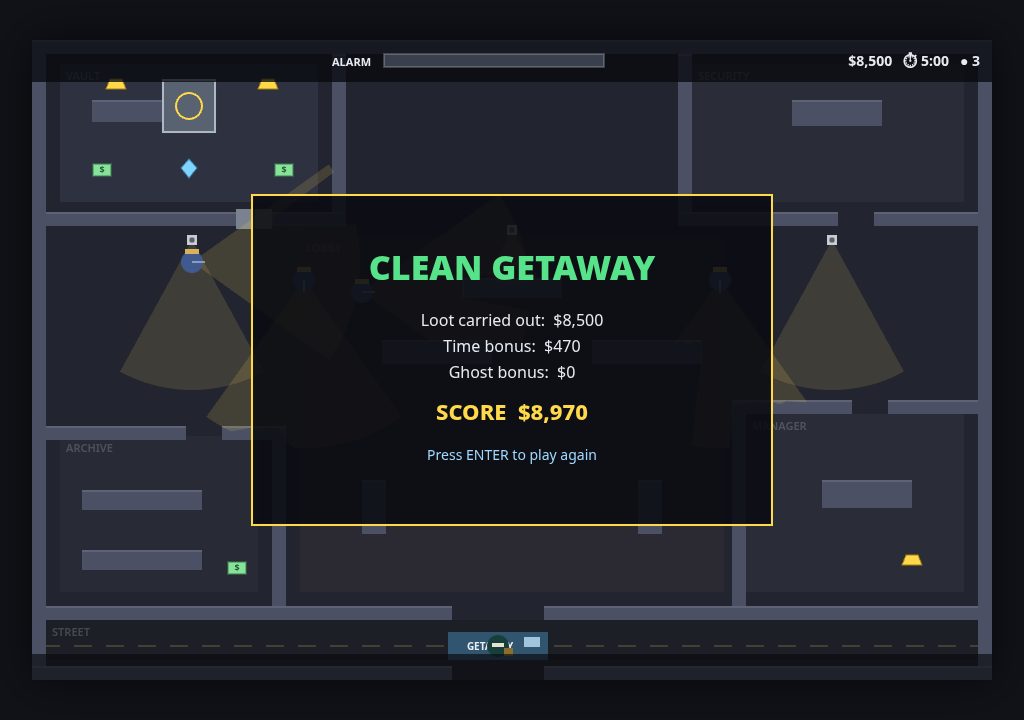 ALARM
$8,500 5:00 3
VAULT
SECURITY
$ $
CLEAN GETAWAY
Loot carried out: $8,500
Time bonus: $470
Ghost bonus: $0
SCORE $8,970
Press ENTER to play again
ARCHIVE
$
STREET